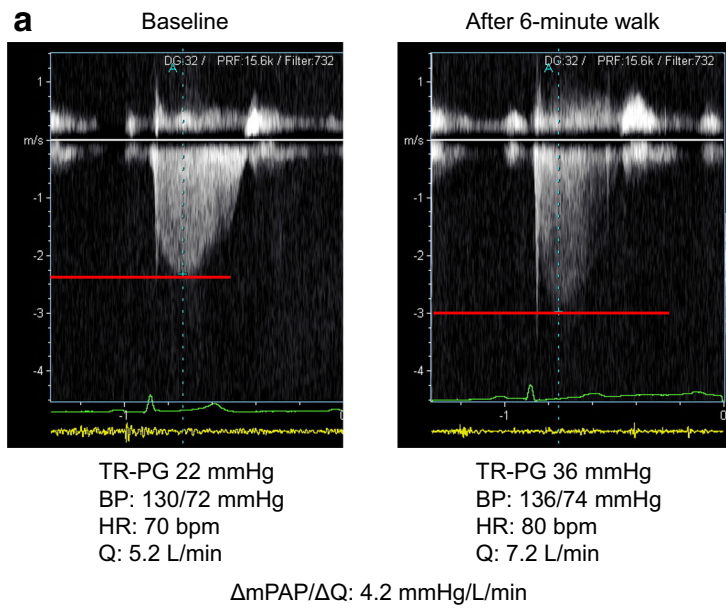 a
Baseline
After 6-minute walk
DG:32 / PRF:15.6k / Filter:732
A
1
m/s
-1
-2
-3
-4
-1
0
DG:32 / PRF:15.6k / Filter:732
A
1
m/s
-1
-2
-3
-4
-1
0
TR-PG 22 mmHg
BP: 130/72 mmHg
HR: 70 bpm
Q: 5.2 L/min
TR-PG 36 mmHg
BP: 136/74 mmHg
HR: 80 bpm
Q: 7.2 L/min
ΔmPAP/ΔQ: 4.2 mmHg/L/min